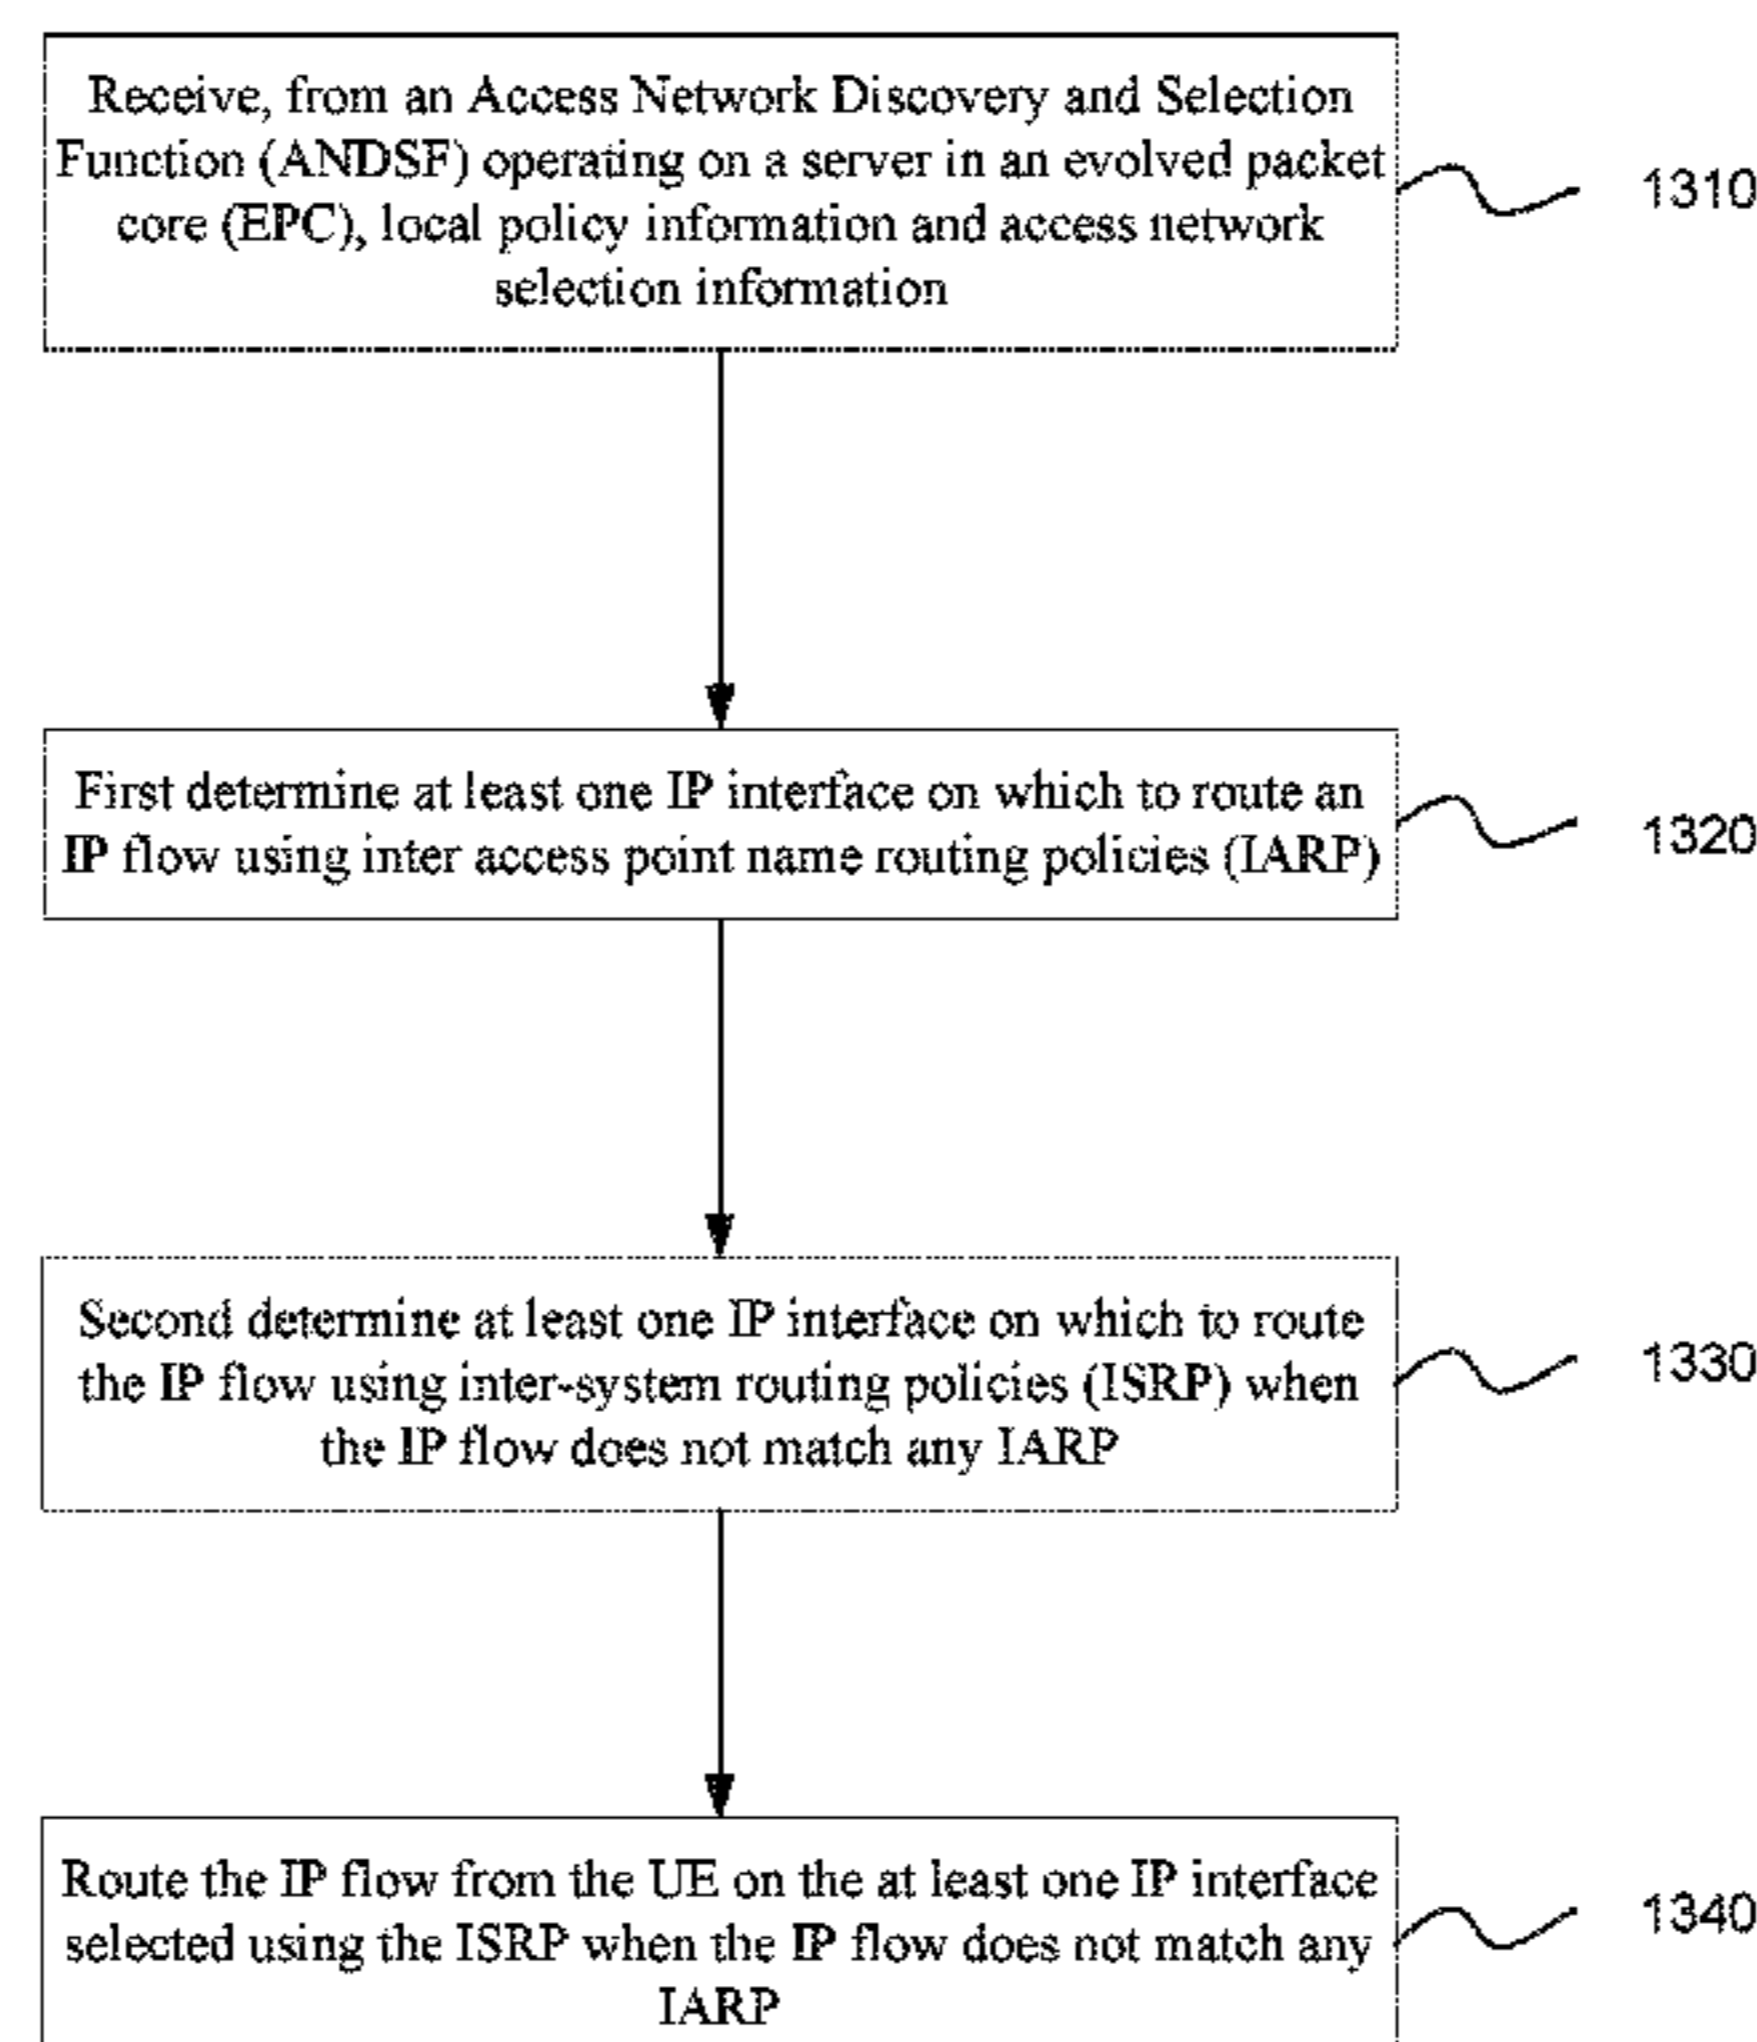 Receive, from an Access Network Discovery and Selection
Function (ANDSF) operating on a server in an evolved packet
core (EPC), local policy information and access network
selection information
1310
First determine at least one IP interface on which to route an
IP flow using inter access point name routing policies (IARP)
1320
Second determine at least one IP interface on which to route
the IP flow using inter-system routing policies (ISRP) when
the IP flow does not match any IARP
1330
Route the IP flow from the UE on the at least one IP interface
selected using the ISRP when the IP flow does not match any
IARP
1340